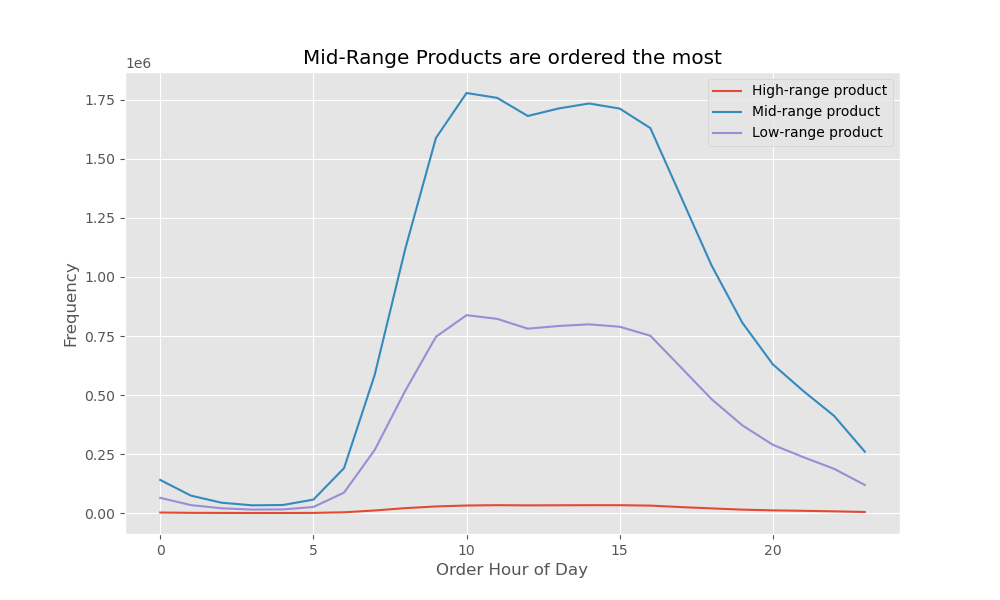 Mid-Range Products are ordered the most
1e6
High-range product
Mid-range product
Low-range product
1.75
1.50
1.25
1.00
0.75
0.50
0.25
0.00
Frequency
0 5 10 15 20
Order Hour of Day